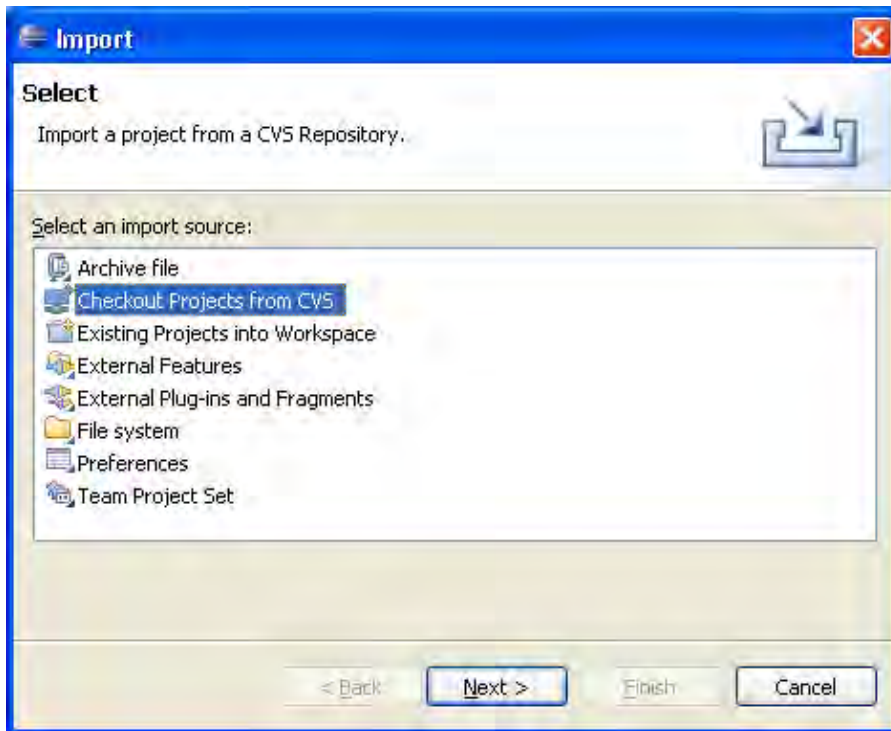 Import
Select
Import a project from a CVS Repository.
Select an import source:
Archive file
Checkout Projects from CVS
Existing Projects into Workspace
External Features
External Plug-ins and Fragments
File system
Preferences
Team Project Set
< Back Next > Finish Cancel